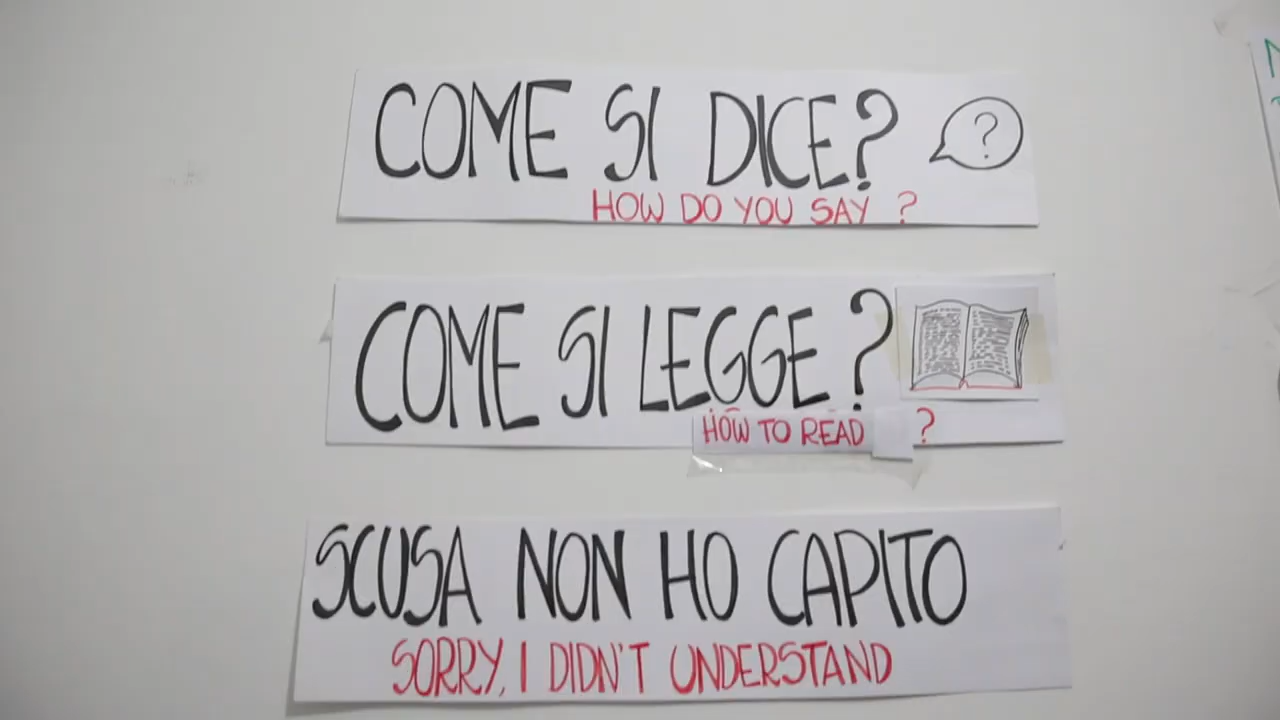 COME SI DICE?
?
HOW DO YOU SAY ?
COME SI LEGGE ?
HOW TO READ ?
SCUSA NON HO CAPITO
SORRY, I DIDN'T UNDERSTAND